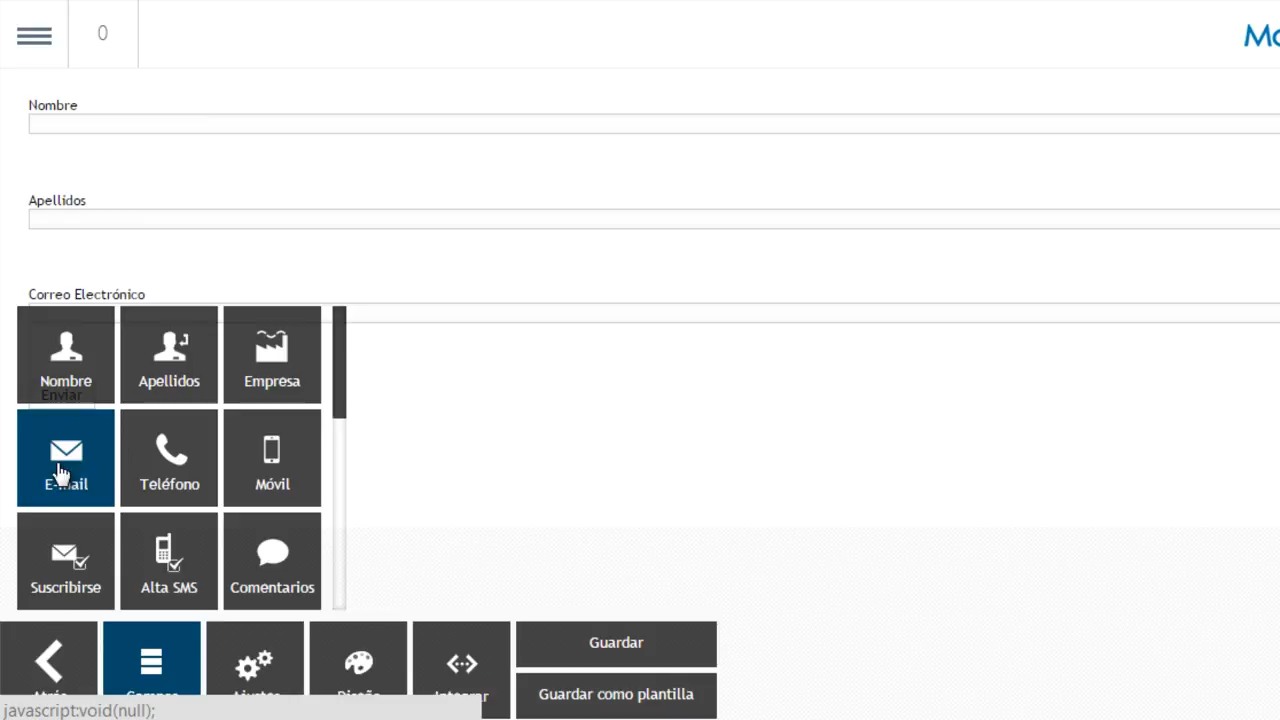 0
Nombre
Apellidos
Correo Electrónico
Nombre
Apellidos
Empresa
Enviar
E-mail
Teléfono
Móvil
Suscribirse
Alta SMS
Comentarios
Guardar
Guardar como plantilla
javascript:void(null);